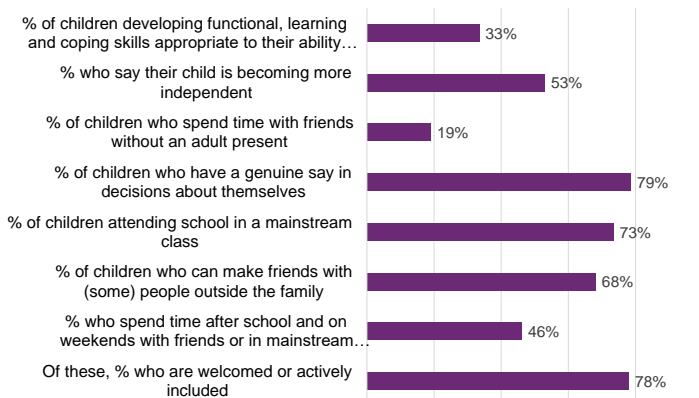 % of children developing functional, learning
and coping skills appropriate to their ability…
33%
% who say their child is becoming more
independent
53%
% of children who spend time with friends
without an adult present
19%
% of children who have a genuine say in
decisions about themselves
79%
% of children attending school in a mainstream
class
73%
% of children who can make friends with
(some) people outside the family
68%
% who spend time after school and on
weekends with friends or in mainstream…
46%
Of these, % who are welcomed or actively
included
78%